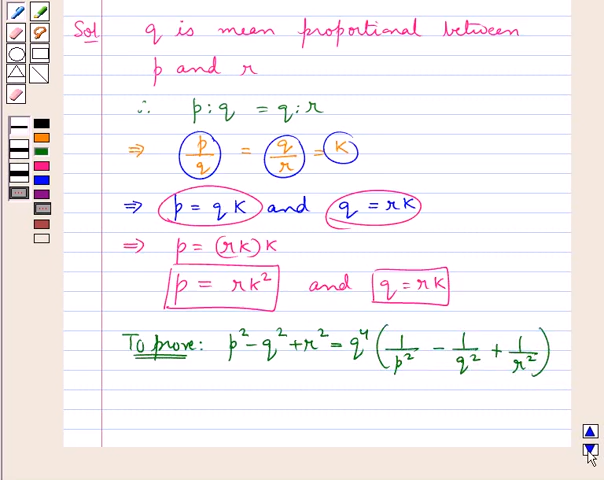 Sol q is mean proportional between
p and r
∴ p : q = q : r
⇒ p/q = q/r = k
⇒ p = qk and q = rk
⇒ p = (rk)k
p = rk² and q = rk
To prove: p² - q² + r² = q⁴ (1/p² - 1/q² + 1/r²)